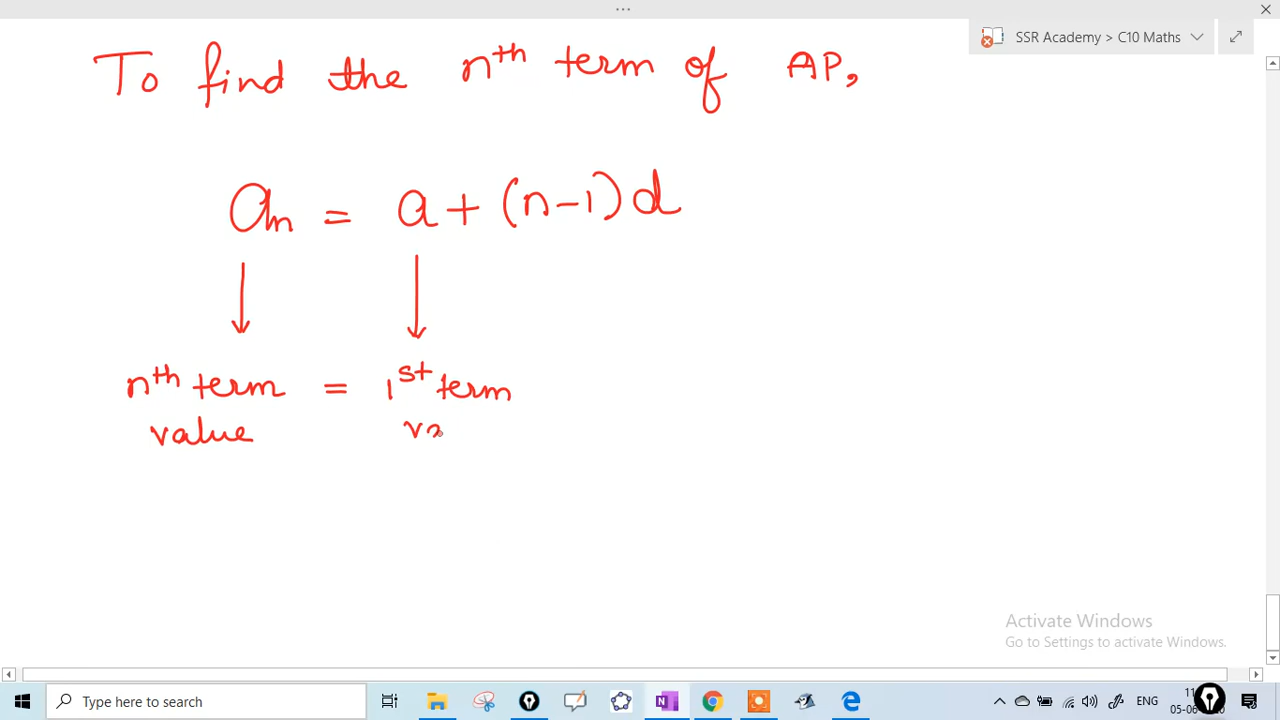 SSR Academy > C10 Maths
To find the nth term of AP,
an = a + (n-1)d
nth term = 1st term
value
Activate Windows
Go to Settings to activate Windows.
Type here to search
ENG